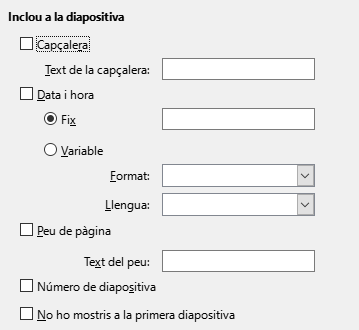 Inclou a la diapositiva
Capçalera
Text de la capçalera:
Data i hora
Fix
Variable
Format:
Llengua:
Peu de pàgina
Text del peu:
Número de diapositiva
No ho mostris a la primera diapositiva